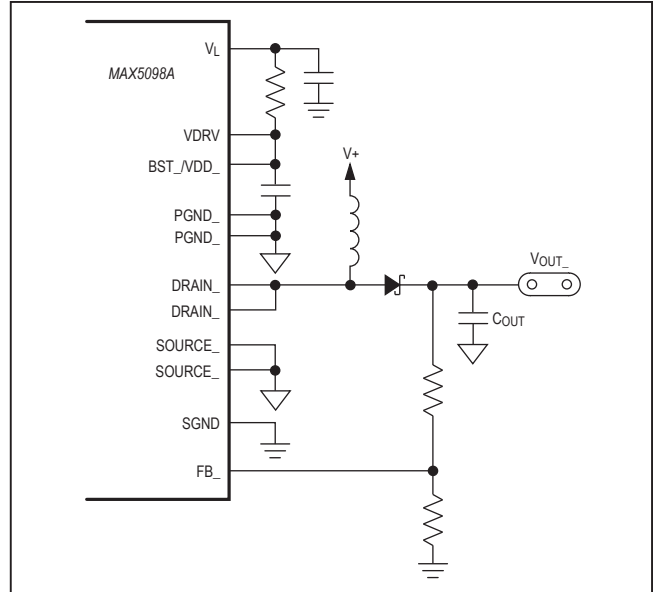 VL
MAX5098A
VDRV
BST_/VDD_
V+
PGND_
PGND_
VOUT_
DRAIN_
DRAIN_
COUT
SOURCE_
SOURCE_
SGND
FB_